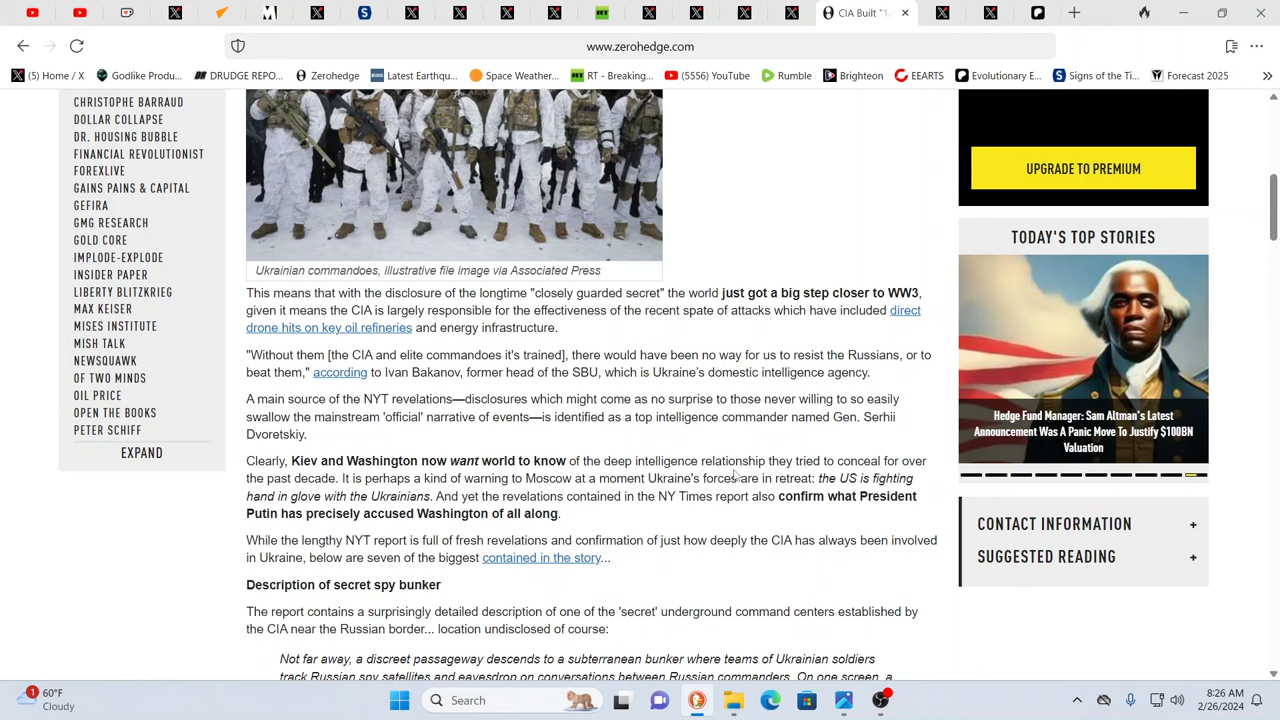 CIA Built "1
www.zerohedge.com
(5) Home / X
Godlike Produ...
DRUDGE REPO...
Zerohedge
Latest Earthqu...
Space Weather...
RT - Breaking...
(5556) YouTube
Rumble
Brighteon
EEARTS
Evolutionary E...
Signs of the Ti...
Forecast 2025
CHRISTOPHE BARRAUD
DOLLAR COLLAPSE
DR. HOUSING BUBBLE
FINANCIAL REVOLUTIONIST
FOREXLIVE
GAINS PAINS & CAPITAL
GEFIRA
GMG RESEARCH
GOLD CORE
IMPLODE-EXPLODE
INSIDER PAPER
LIBERTY BLITZKRIEG
MAX KEISER
MISES INSTITUTE
MISH TALK
NEWSQUAWK
OF TWO MINDS
OIL PRICE
OPEN THE BOOKS
PETER SCHIFF
EXPAND
Ukrainian commandoes, illustrative file image via Associated Press
This means that with the disclosure of the longtime "closely guarded secret" the world just got a big step closer to WW3,
given it means the CIA is largely responsible for the effectiveness of the recent spate of attacks which have included direct
drone hits on key oil refineries and energy infrastructure.
"Without them [the CIA and elite commandoes it's trained], there would have been no way for us to resist the Russians, or to
beat them," according to Ivan Bakanov, former head of the SBU, which is Ukraine's domestic intelligence agency.
A main source of the NYT revelations—disclosures which might come as no surprise to those never willing to so easily
swallow the mainstream 'official' narrative of events—is identified as a top intelligence commander named Gen. Serhii
Dvoretskiy.
Clearly, Kiev and Washington now want world to know of the deep intelligence relationship they tried to conceal for over
the past decade. It is perhaps a kind of warning to Moscow at a moment Ukraine's forces are in retreat: the US is fighting
hand in glove with the Ukrainians. And yet the revelations contained in the NY Times report also confirm what President
Putin has precisely accused Washington of all along.
While the lengthy NYT report is full of fresh revelations and confirmation of just how deeply the CIA has always been involved
in Ukraine, below are seven of the biggest contained in the story...
Description of secret spy bunker
The report contains a surprisingly detailed description of one of the 'secret' underground command centers established by
the CIA near the Russian border... location undisclosed of course:
Not far away, a discreet passageway descends to a subterranean bunker where teams of Ukrainian soldiers
track Russian spy satellites and eavesdrop on conversations between Russian commanders. On one screen, a
UPGRADE TO PREMIUM
TODAY'S TOP STORIES
Hedge Fund Manager: Sam Altman's Latest
Announcement Was A Panic Move To Justify $100BN
Valuation
CONTACT INFORMATION +
SUGGESTED READING +
1
60°F
Cloudy
Search
8:26 AM
2/26/2024